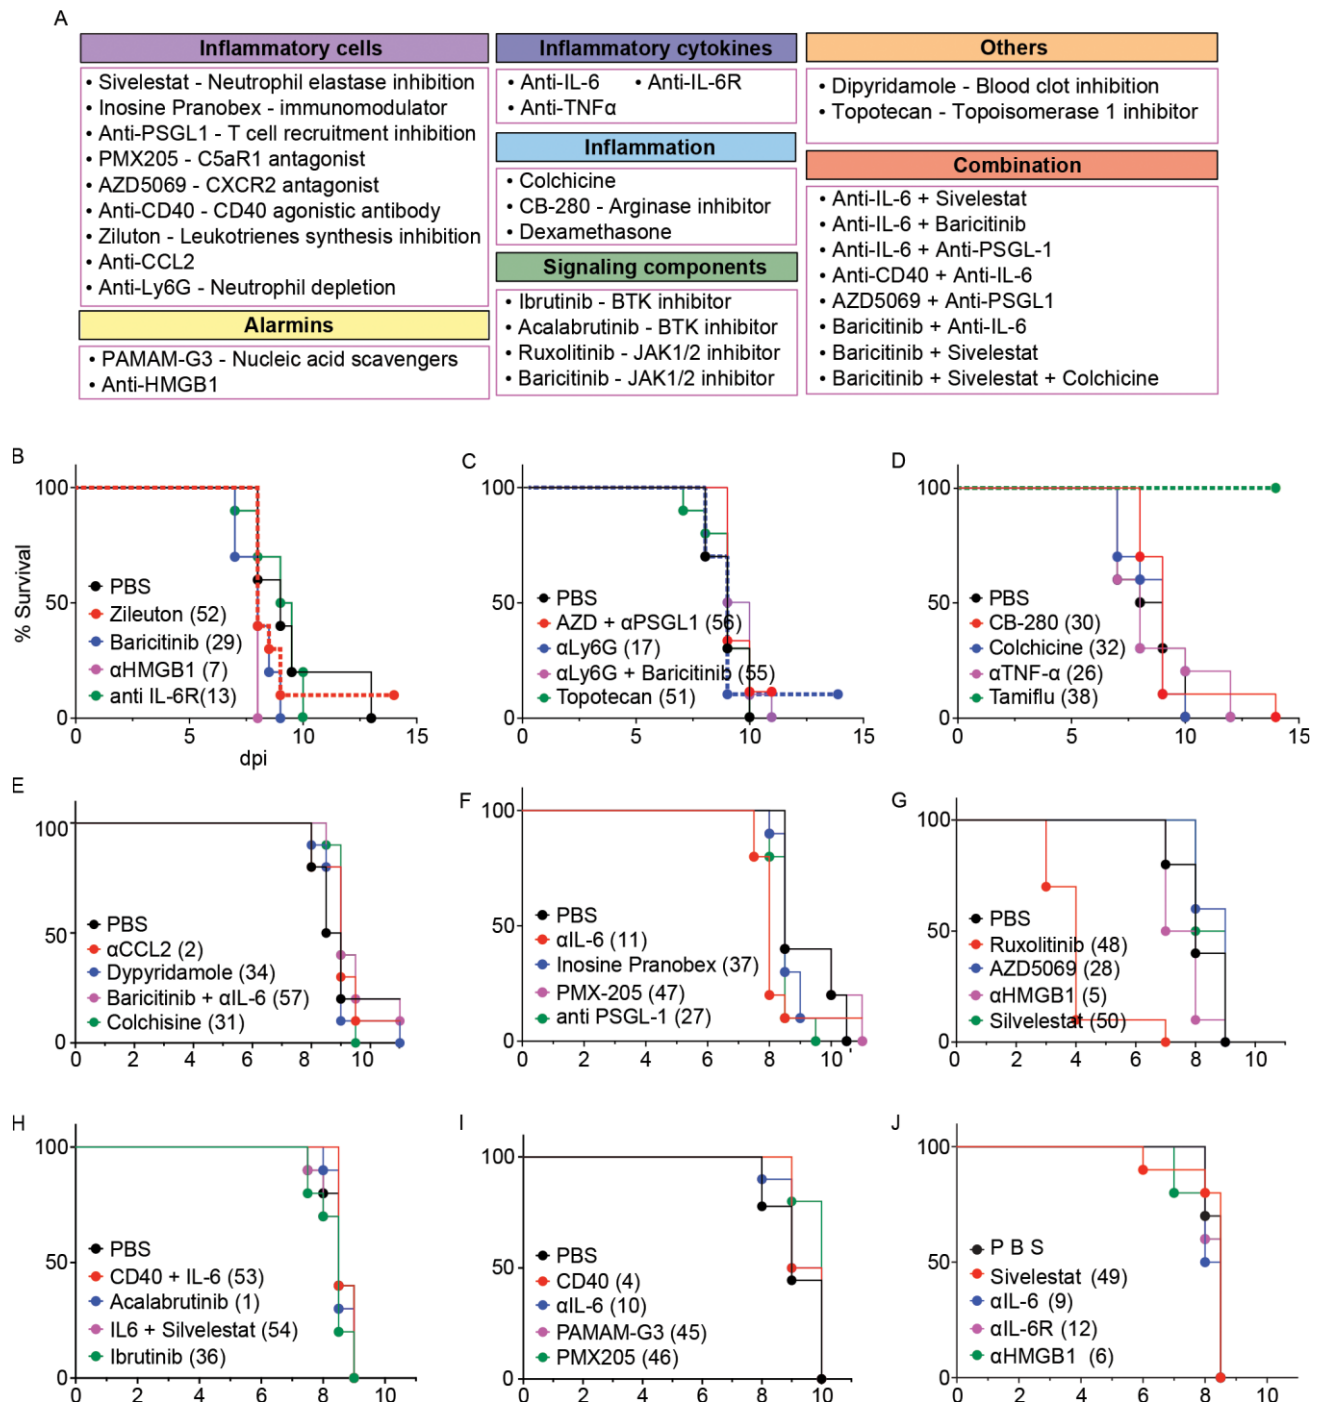 A
Inflammatory cells
• Sivelestat - Neutrophil elastase inhibition
• Inosine Pranobex - immunomodulator
• Anti-PSGL1 - T cell recruitment inhibition
• PMX205 - C5aR1 antagonist
• AZD5069 - CXCR2 antagonist
• Anti-CD40 - CD40 agonistic antibody
• Ziluton - Leukotrienes synthesis inhibition
• Anti-CCL2
• Anti-Ly6G - Neutrophil depletion
Alarmins
• PAMAM-G3 - Nucleic acid scavengers
• Anti-HMGB1
Inflammatory cytokines
• Anti-IL-6 • Anti-IL-6R
• Anti-TNFα
Inflammation
• Colchicine
• CB-280 - Arginase inhibitor
• Dexamethasone
Signaling components
• Ibrutinib - BTK inhibitor
• Acalabrutinib - BTK inhibitor
• Ruxolitinib - JAK1/2 inhibitor
• Baricitinib - JAK1/2 inhibitor
Others
• Dipyridamole - Blood clot inhibition
• Topotecan - Topoisomerase 1 inhibitor
Combination
• Anti-IL-6 + Sivelestat
• Anti-IL-6 + Baricitinib
• Anti-IL-6 + Anti-PSGL-1
• Anti-CD40 + Anti-IL-6
• AZD5069 + Anti-PSGL1
• Baricitinib + Anti-IL-6
• Baricitinib + Sivelestat
• Baricitinib + Sivelestat + Colchicine
B
% Survival
100
50
0
PBS
Zileuton (52)
Baricitinib (29)
αHMGB1 (7)
anti IL-6R(13)
0 5 10 15
dpi
C
100
50
0
PBS
AZD + αPSGL1 (56)
αLy6G (17)
αLy6G + Baricitinib (55)
Topotecan (51)
0 5 10 15
D
100
50
0
PBS
CB-280 (30)
Colchicine (32)
αTNF-α (26)
Tamiflu (38)
0 5 10 15
E
100
50
0
PBS
αCCL2 (2)
Dypyridamole (34)
Baricitinib + αIL-6 (57)
Colchisine (31)
0 2 4 6 8 10
F
100
50
0
PBS
αIL-6 (11)
Inosine Pranobex (37)
PMX-205 (47)
anti PSGL-1 (27)
0 2 4 6 8 10
G
100
50
0
PBS
Ruxolitinib (48)
AZD5069 (28)
αHMGB1 (5)
Silvelestat (50)
0 2 4 6 8 10
H
100
50
0
PBS
CD40 + IL-6 (53)
Acalabrutinib (1)
IL6 + Silvelestat (54)
Ibrutinib (36)
0 2 4 6 8 10
I
100
50
0
PBS
CD40 (4)
αIL-6 (10)
PAMAM-G3 (45)
PMX205 (46)
0 2 4 6 8 10
J
100
50
0
P B S
Sivelestat (49)
αIL-6 (9)
αIL-6R (12)
αHMGB1 (6)
0 2 4 6 8 10